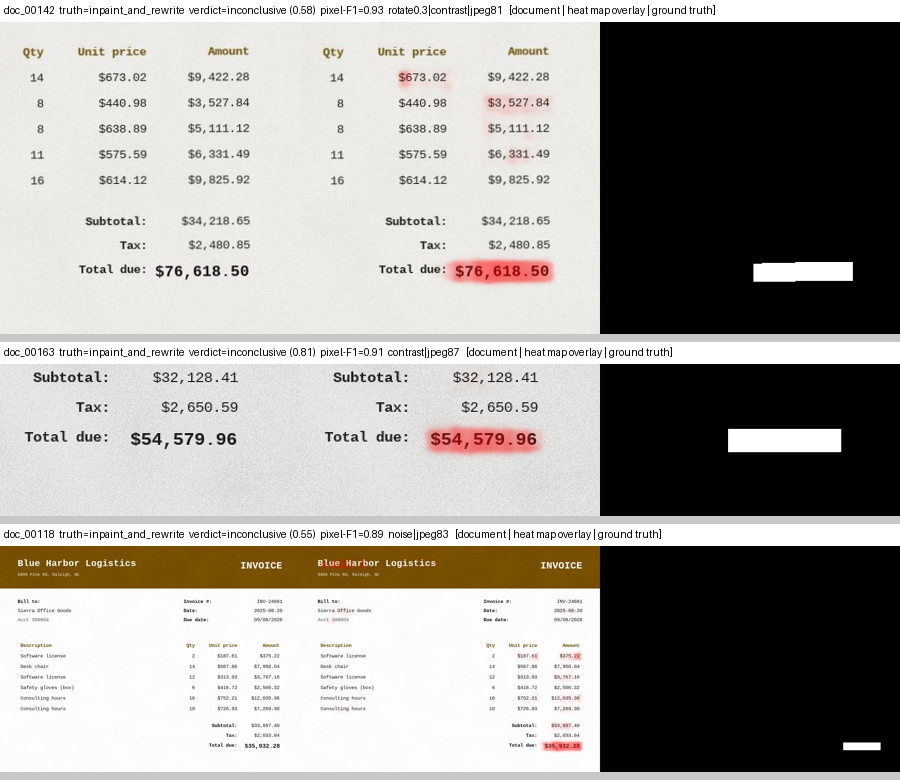 doc_00142 truth=inpaint_and_rewrite verdict=inconclusive (0.58) pixel-F1=0.93 rotate0.3|contrast|jpeg81 [document | heat map overlay | ground truth]
Qty Unit price Amount Qty Unit price Amount
14 $673.02 $9,422.28 14 $673.02 $9,422.28
8 $440.98 $3,527.84 8 $440.98 $3,527.84
8 $638.89 $5,111.12 8 $638.89 $5,111.12
11 $575.59 $6,331.49 11 $575.59 $6,331.49
16 $614.12 $9,825.92 16 $614.12 $9,825.92
Subtotal: $34,218.65 Subtotal: $34,218.65
Tax: $2,480.85 Tax: $2,480.85
Total due: $76,618.50 Total due: $76,618.50
doc_00163 truth=inpaint_and_rewrite verdict=inconclusive (0.81) pixel-F1=0.91 contrast|jpeg87 [document | heat map overlay | ground truth]
Subtotal: $32,128.41 Subtotal: $32,128.41
Tax: $2,650.59 Tax: $2,650.59
Total due: $54,579.96 Total due: $54,579.96
doc_00118 truth=inpaint_and_rewrite verdict=inconclusive (0.55) pixel-F1=0.89 noise|jpeg83 [document | heat map overlay | ground truth]
Blue Harbor Logistics INVOICE Blue Harbor Logistics INVOICE
Pine Rd, Raleigh, NC Pine Rd, Raleigh, NC
Bill to: Invoice #: INV-24661 Bill to: Invoice #: INV-24661
Sierra Office Goods Date: 2025-08-20 Sierra Office Goods Date: 2025-08-20
Acct Due date: 09/06/2026 Acct Due date: 09/06/2026
Description Qty Unit price Amount Description Qty Unit price Amount
Software license 2 $187.61 $375.22 Software license 2 $187.61 $375.22
Desk chair 14 $567.86 $7,950.04 Desk chair 14 $567.86 $7,950.04
Software license 12 $313.93 $3,767.16 Software license 12 $313.93 $3,767.16
Safety gloves (box) 6 $416.72 $2,500.32 Safety gloves (box) 6 $416.72 $2,500.32
Consulting hours 16 $752.21 $12,035.36 Consulting hours 16 $752.21 $12,035.36
Consulting hours 10 $726.93 $7,269.30 Consulting hours 10 $726.93 $7,269.30
Subtotal: $33,897.40 Subtotal: $33,897.40
Tax: $2,033.84 Tax: $2,033.84
Total due: $35,932.28 Total due: $35,932.28